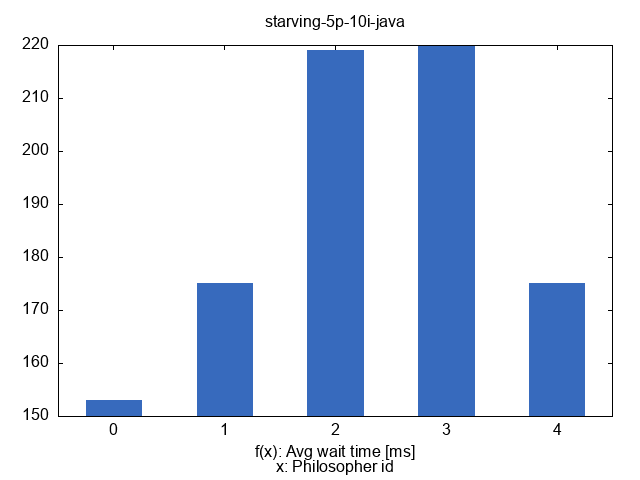 starving-5p-10i-java
220
210
200
190
180
170
160
150
0 1 2 3 4
f(x): Avg wait time [ms]
x: Philosopher id